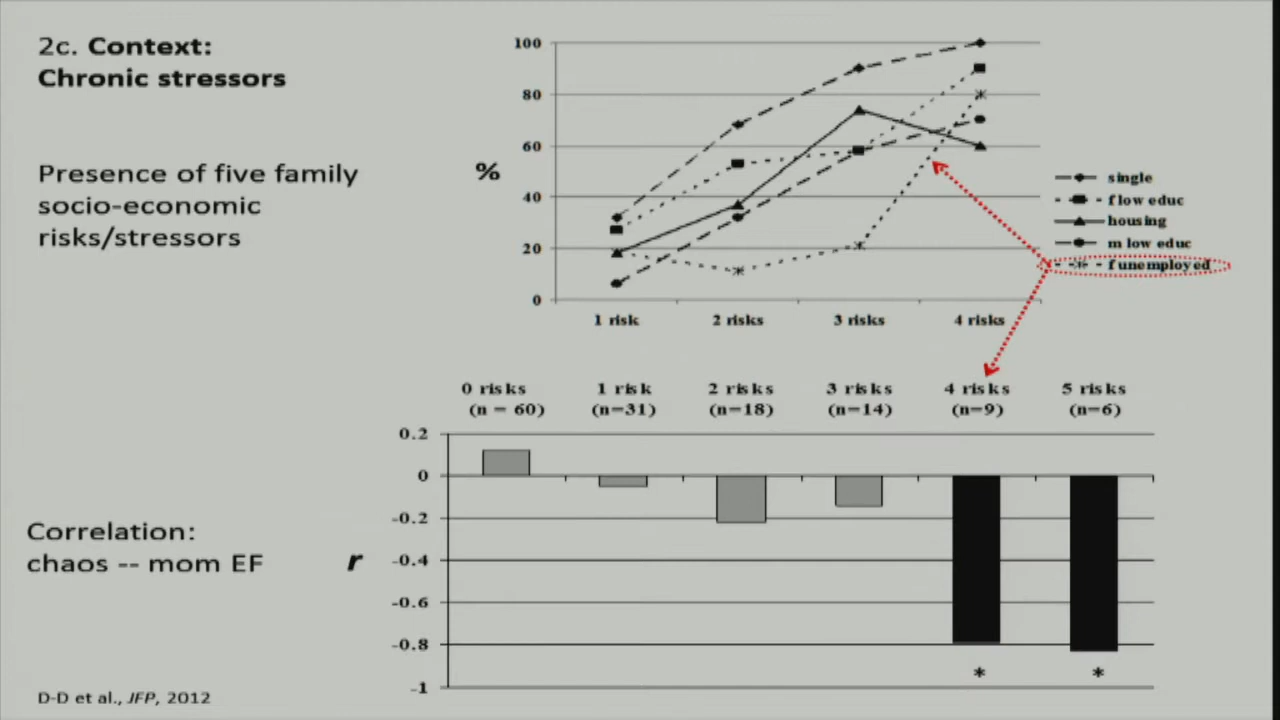 2c. Context:
Chronic stressors
Presence of five family
socio-economic
risks/stressors
%
100
80
60
40
20
0
1 risk 2 risks 3 risks 4 risks
single
f low educ
housing
m low educ
f unemployed
0 risks 1 risk 2 risks 3 risks 4 risks 5 risks
(n = 60) (n=31) (n=18) (n=14) (n=9) (n=6)
Correlation:
chaos -- mom EF
r
0.2
0
-0.2
-0.4
-0.6
-0.8
-1
* *
D-D et al., JFP, 2012